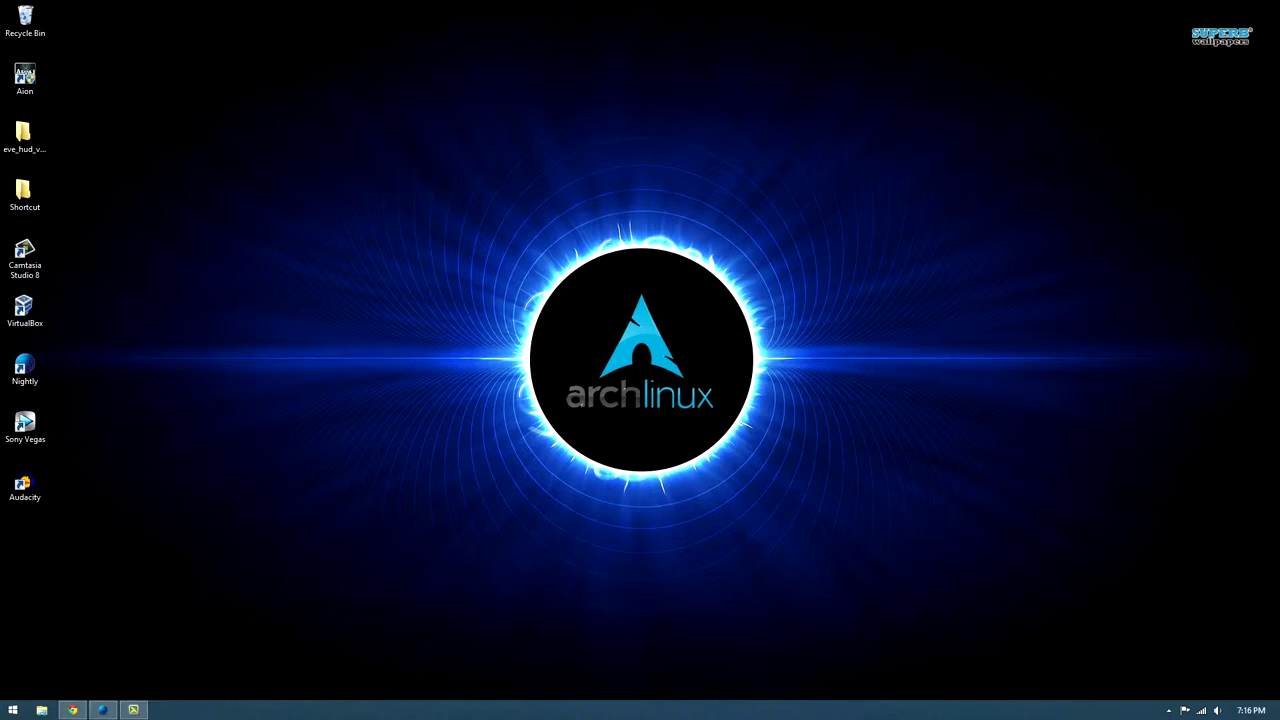 Recycle Bin
SUPERB
wallpapers
Aion
eve_hud_v...
Shortcut
Camtasia
Studio 8
VirtualBox
Nightly
Sony Vegas
Audacity
archlinux
7:16 PM